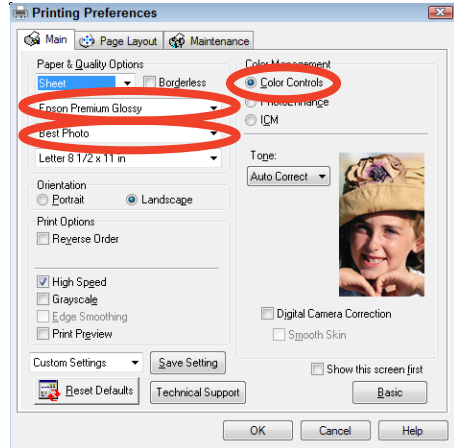 Printing Preferences
Main
Page Layout
Maintenance
Paper & Quality Options
Sheet
Borderless
Epson Premium Glossy
Best Photo
Letter 8 1/2 x 11 in
Orientation
Portrait
Landscape
Print Options
Reverse Order
High Speed
Grayscale
Edge Smoothing
Print Preview
Custom Settings
Save Setting
Reset Defaults
Technical Support
Color Management
Color Controls
PhotoEnhance
ICM
Tone:
Auto Correct
Digital Camera Correction
Smooth Skin
Show this screen first
Basic
OK
Cancel
Help